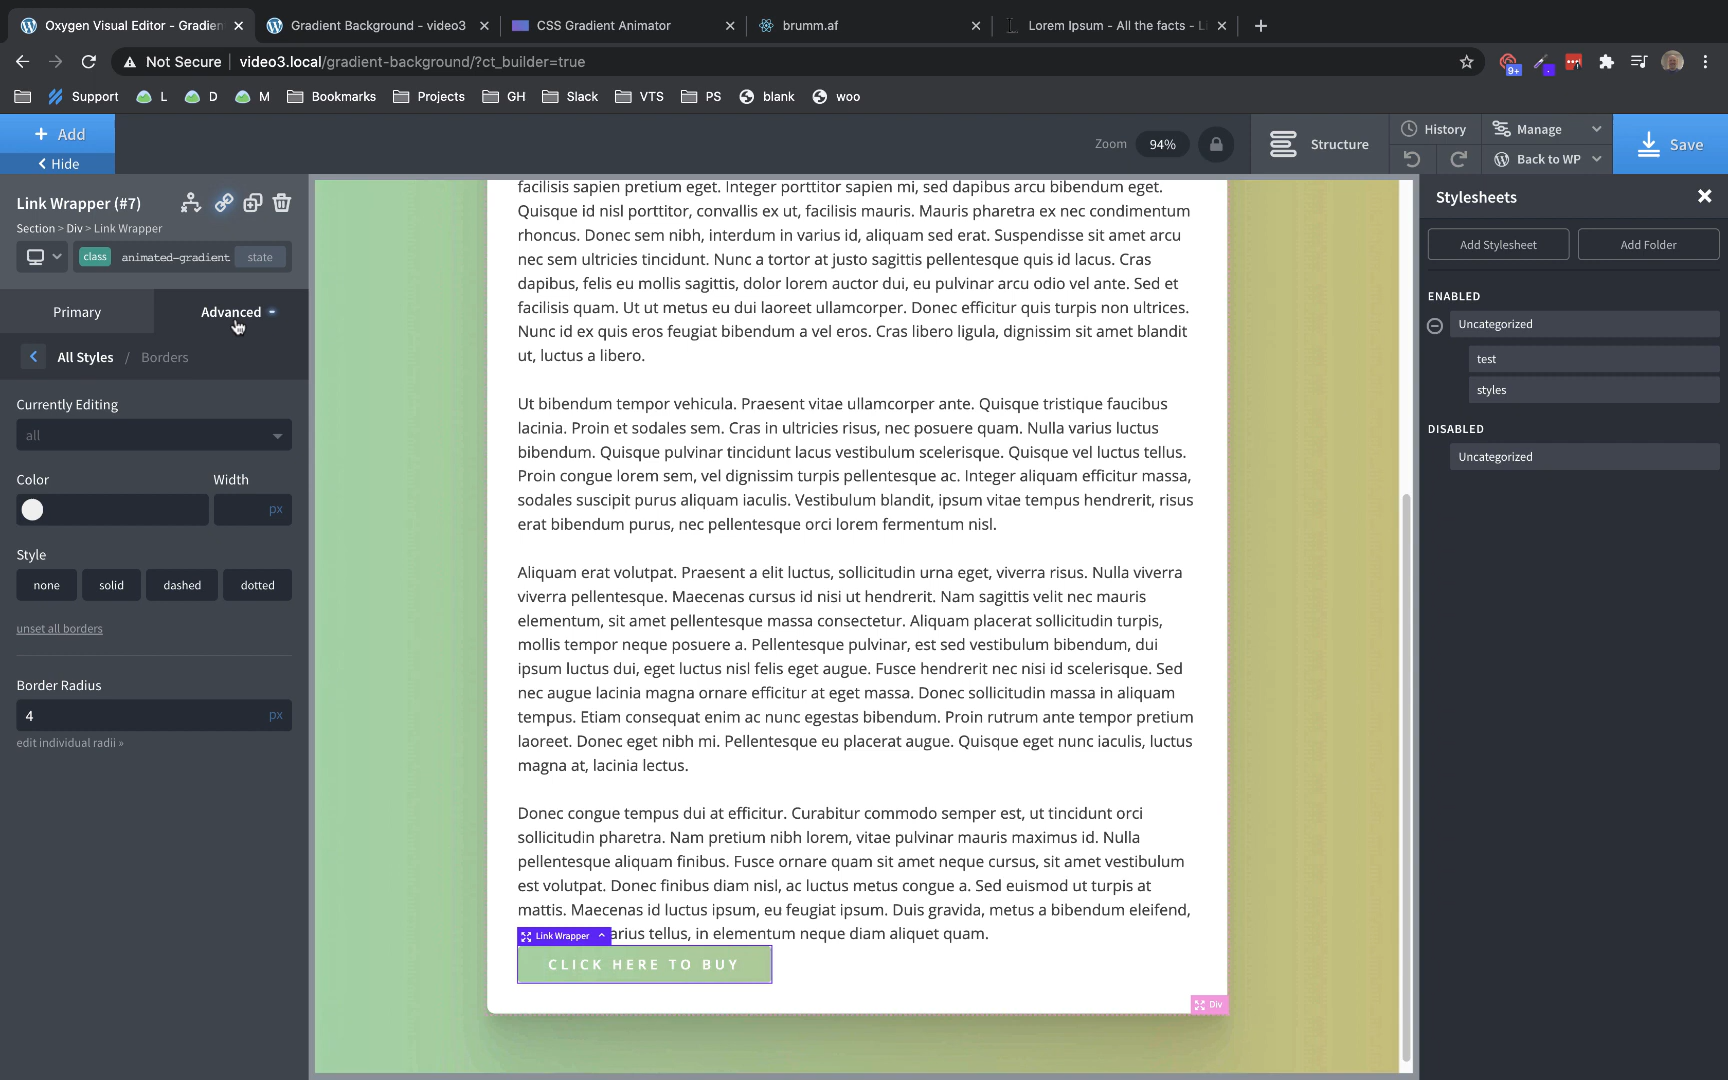 Oxygen Visual Editor - Gradien
Gradient Background - video3
CSS Gradient Animator
brumm.af
Lorem Ipsum - All the facts - Li
Not Secure
video3.local/gradient-background/?ct_builder=true
9+
Support
L
D
M
Bookmarks
Projects
GH
Slack
VTS
PS
blank
woo
+ Add
Hide
Zoom
94%
Structure
History
Manage
Back to WP
Save
Link Wrapper (#7)
Section > Div > Link Wrapper
class
animated-gradient
state
Primary
Advanced
All Styles / Borders
Currently Editing
all
Color
Width
px
Style
none
solid
dashed
dotted
unset all borders
Border Radius
4
px
edit individual radii »
facilisis sapien pretium eget. Integer porttitor sapien mi, sed dapibus arcu bibendum eget.
Quisque id nisl porttitor, convallis ex ut, facilisis mauris. Mauris pharetra ex nec condimentum
rhoncus. Donec sem nibh, interdum in varius id, aliquam sed erat. Suspendisse sit amet arcu
nec sem ultricies tincidunt. Nunc a tortor at justo sagittis pellentesque quis id lacus. Cras
dapibus, felis eu mollis sagittis, dolor lorem auctor dui, eu pulvinar arcu odio vel ante. Sed et
facilisis quam. Ut ut metus eu dui laoreet ullamcorper. Donec efficitur quis turpis non ultrices.
Nunc id ex quis eros feugiat bibendum a vel eros. Cras libero ligula, dignissim sit amet blandit
ut, luctus a libero.
Ut bibendum tempor vehicula. Praesent vitae ullamcorper ante. Quisque tristique faucibus
lacinia. Proin et sodales sem. Cras in ultricies risus, nec posuere quam. Nulla varius luctus
bibendum. Quisque pulvinar tincidunt lacus vestibulum scelerisque. Quisque vel luctus tellus.
Proin congue lorem sem, vel dignissim turpis pellentesque ac. Integer aliquam efficitur massa,
sodales suscipit purus aliquam iaculis. Vestibulum blandit, ipsum vitae tempus hendrerit, risus
erat bibendum purus, nec pellentesque orci lorem fermentum nisl.
Aliquam erat volutpat. Praesent a elit luctus, sollicitudin urna eget, viverra risus. Nulla viverra
viverra pellentesque. Maecenas cursus id nisi ut hendrerit. Nam sagittis velit nec mauris
elementum, sit amet pellentesque massa consectetur. Aliquam placerat sollicitudin turpis,
mollis tempor neque posuere a. Pellentesque pulvinar, est sed vestibulum bibendum, dui
ipsum luctus dui, eget luctus nisl felis eget augue. Fusce hendrerit nec nisi id scelerisque. Sed
nec augue lacinia magna ornare efficitur at eget massa. Donec sollicitudin massa in aliquam
tempus. Etiam consequat enim ac nunc egestas bibendum. Proin rutrum ante tempor pretium
laoreet. Donec eget nibh mi. Pellentesque eu placerat augue. Quisque eget nunc iaculis, luctus
magna at, lacinia lectus.
Donec congue tempus dui at efficitur. Curabitur commodo semper est, ut tincidunt orci
sollicitudin pharetra. Nam pretium nibh lorem, vitae pulvinar mauris maximus id. Nulla
pellentesque aliquam finibus. Fusce ornare quam sit amet neque cursus, sit amet vestibulum
est volutpat. Donec finibus diam nisl, ac luctus metus congue a. Sed euismod ut turpis at
mattis. Maecenas id luctus ipsum, eu feugiat ipsum. Duis gravida, metus a bibendum eleifend,
Link Wrapper
arius tellus, in elementum neque diam aliquet quam.
CLICK HERE TO BUY
Div
Stylesheets
Add Stylesheet
Add Folder
ENABLED
Uncategorized
test
styles
DISABLED
Uncategorized